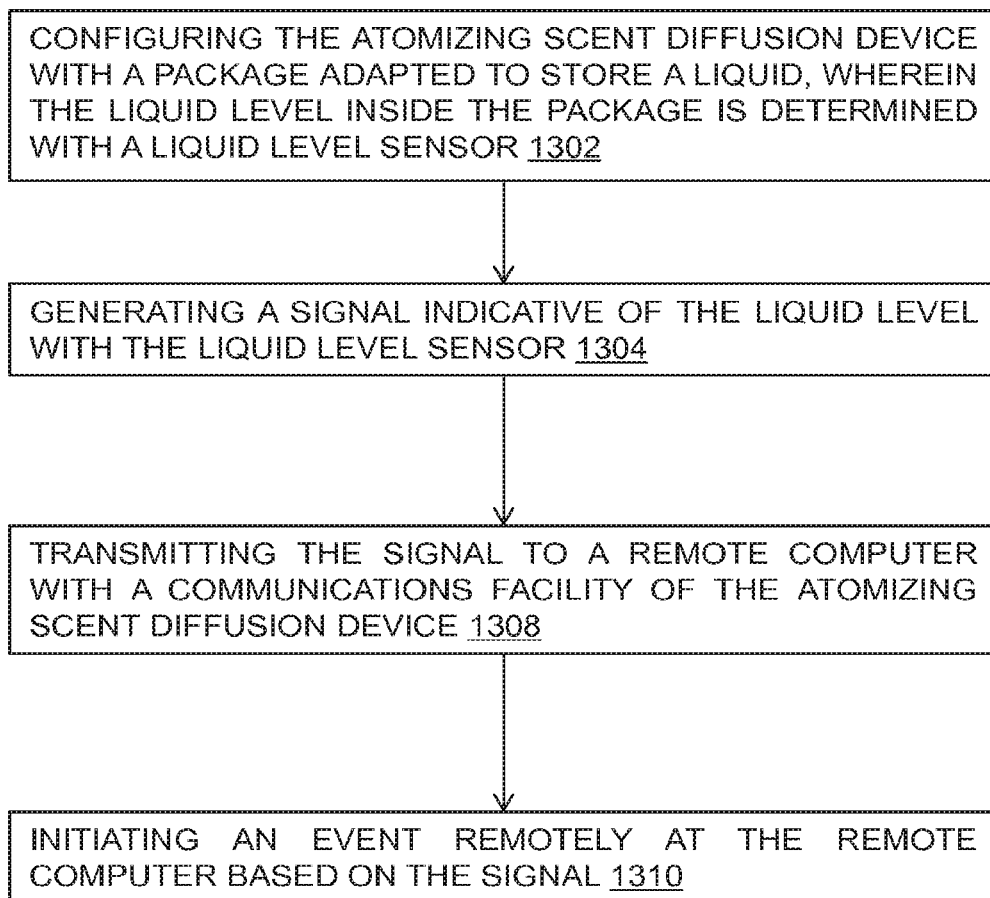 CONFIGURING THE ATOMIZING SCENT DIFFUSION DEVICE
WITH A PACKAGE ADAPTED TO STORE A LIQUID, WHEREIN
THE LIQUID LEVEL INSIDE THE PACKAGE IS DETERMINED
WITH A LIQUID LEVEL SENSOR 1302
GENERATING A SIGNAL INDICATIVE OF THE LIQUID LEVEL
WITH THE LIQUID LEVEL SENSOR 1304
TRANSMITTING THE SIGNAL TO A REMOTE COMPUTER
WITH A COMMUNICATIONS FACILITY OF THE ATOMIZING
SCENT DIFFUSION DEVICE 1308
INITIATING AN EVENT REMOTELY AT THE REMOTE
COMPUTER BASED ON THE SIGNAL 1310